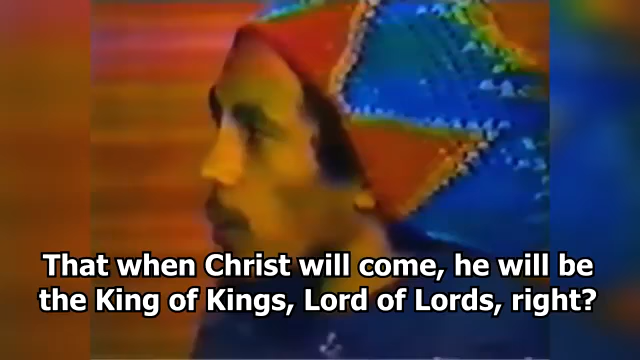 That when Christ will come, he will be
the King of Kings, Lord of Lords, right?